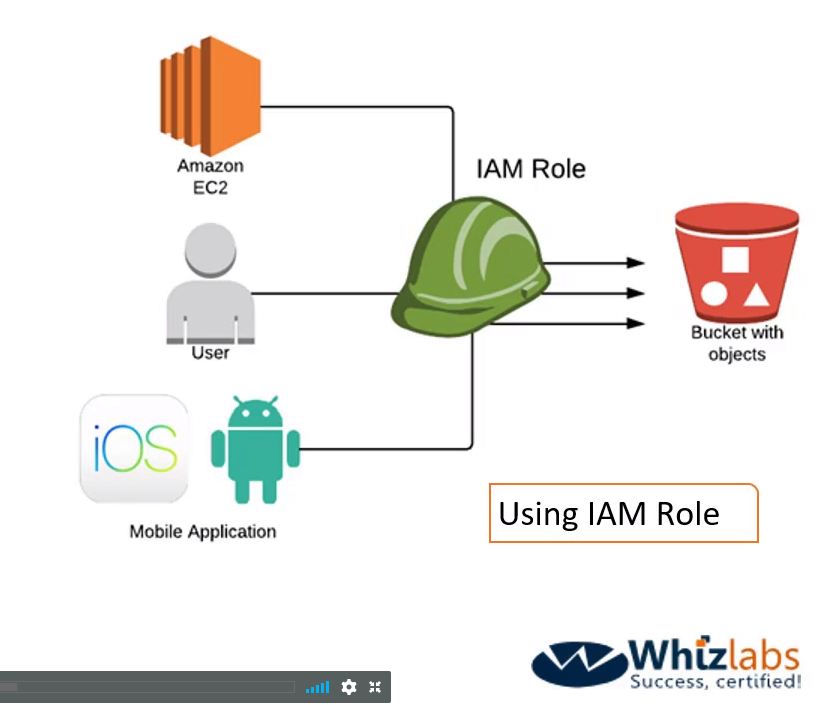 Amazon
EC2
IAM Role
User
Bucket with
objects
iOS
Mobile Application
Using IAM Role
Whizlabs
Success, certified!